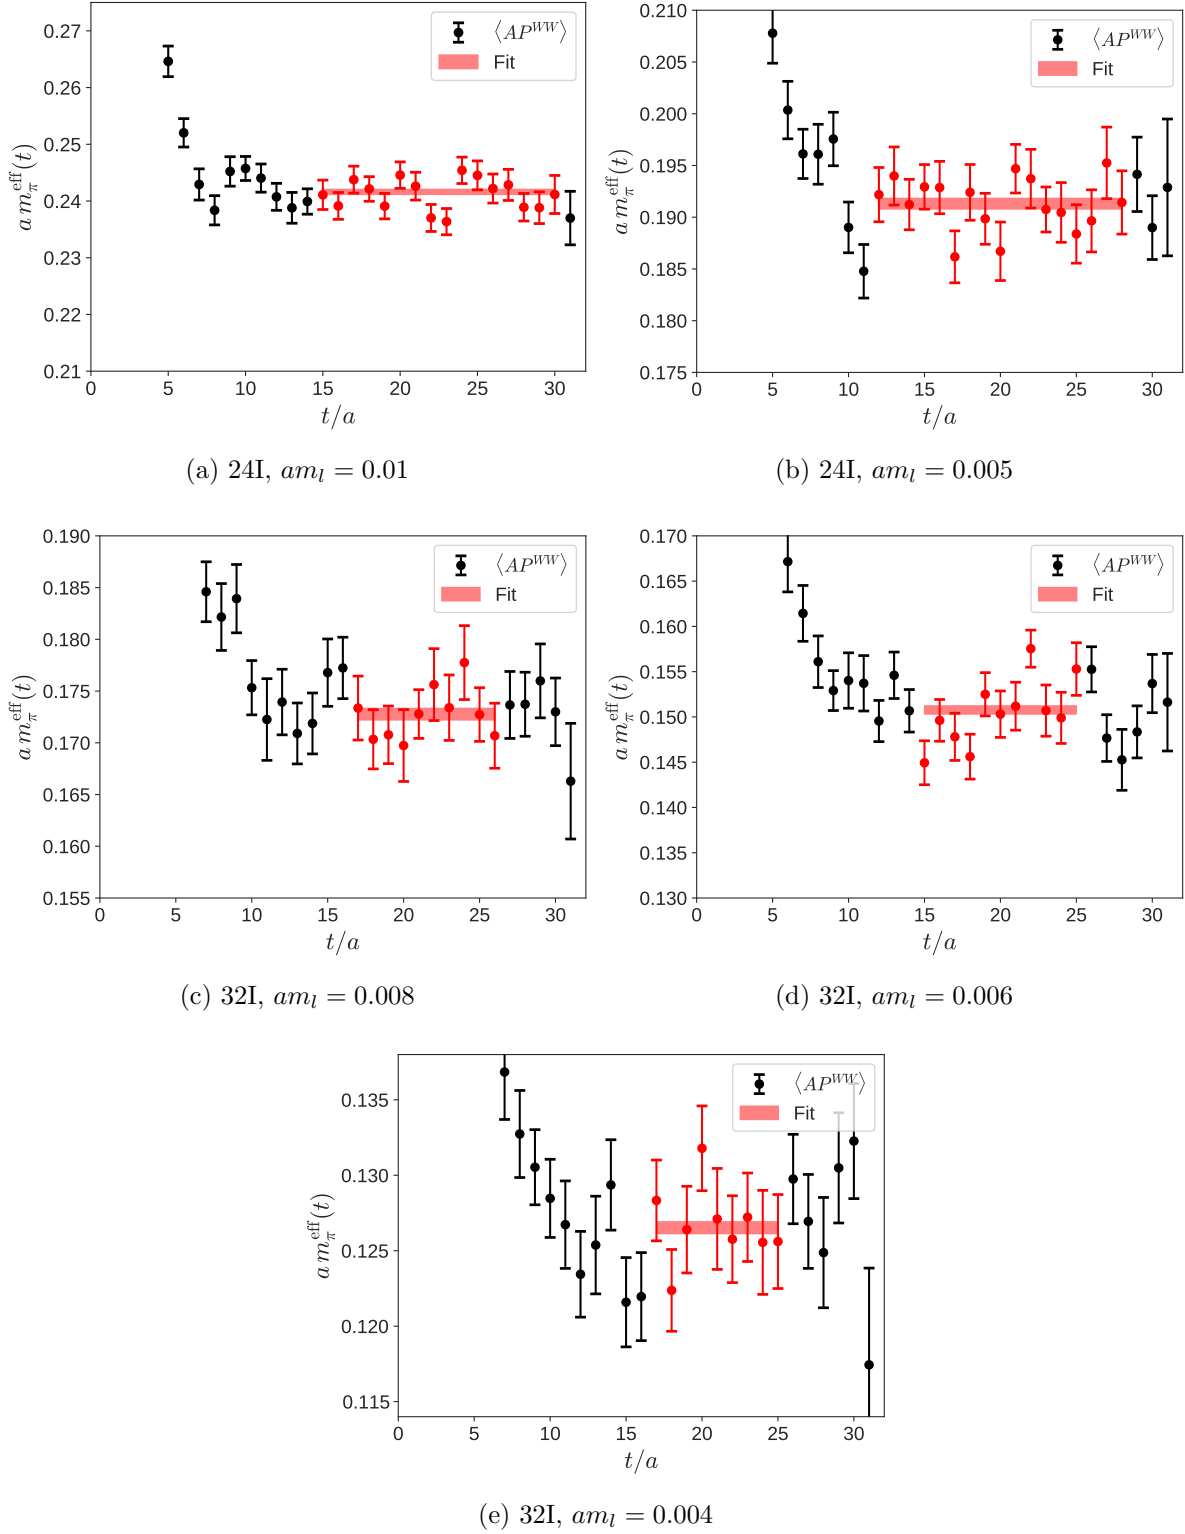 0.27
0.26
0.25
0.24
0.23
0.22
0.21
0 5 10 15 20 25 30
t/a
a m_π^eff(t)
⟨AP^WW⟩
Fit
(a) 24I, am_l = 0.01
0.210
0.205
0.200
0.195
0.190
0.185
0.180
0.175
0 5 10 15 20 25 30
t/a
a m_π^eff(t)
⟨AP^WW⟩
Fit
(b) 24I, am_l = 0.005
0.190
0.185
0.180
0.175
0.170
0.165
0.160
0.155
0 5 10 15 20 25 30
t/a
a m_π^eff(t)
⟨AP^WW⟩
Fit
(c) 32I, am_l = 0.008
0.170
0.165
0.160
0.155
0.150
0.145
0.140
0.135
0.130
0 5 10 15 20 25 30
t/a
a m_π^eff(t)
⟨AP^WW⟩
Fit
(d) 32I, am_l = 0.006
0.135
0.130
0.125
0.120
0.115
0 5 10 15 20 25 30
t/a
a m_π^eff(t)
⟨AP^WW⟩
Fit
(e) 32I, am_l = 0.004